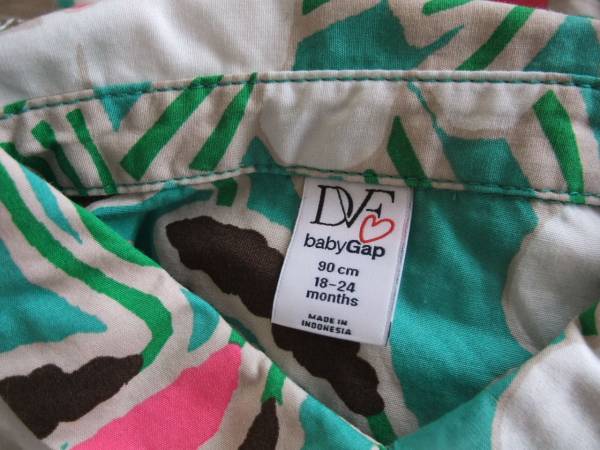 DVF
babyGap
90 cm
18-24
months
MADE IN
INDONESIA